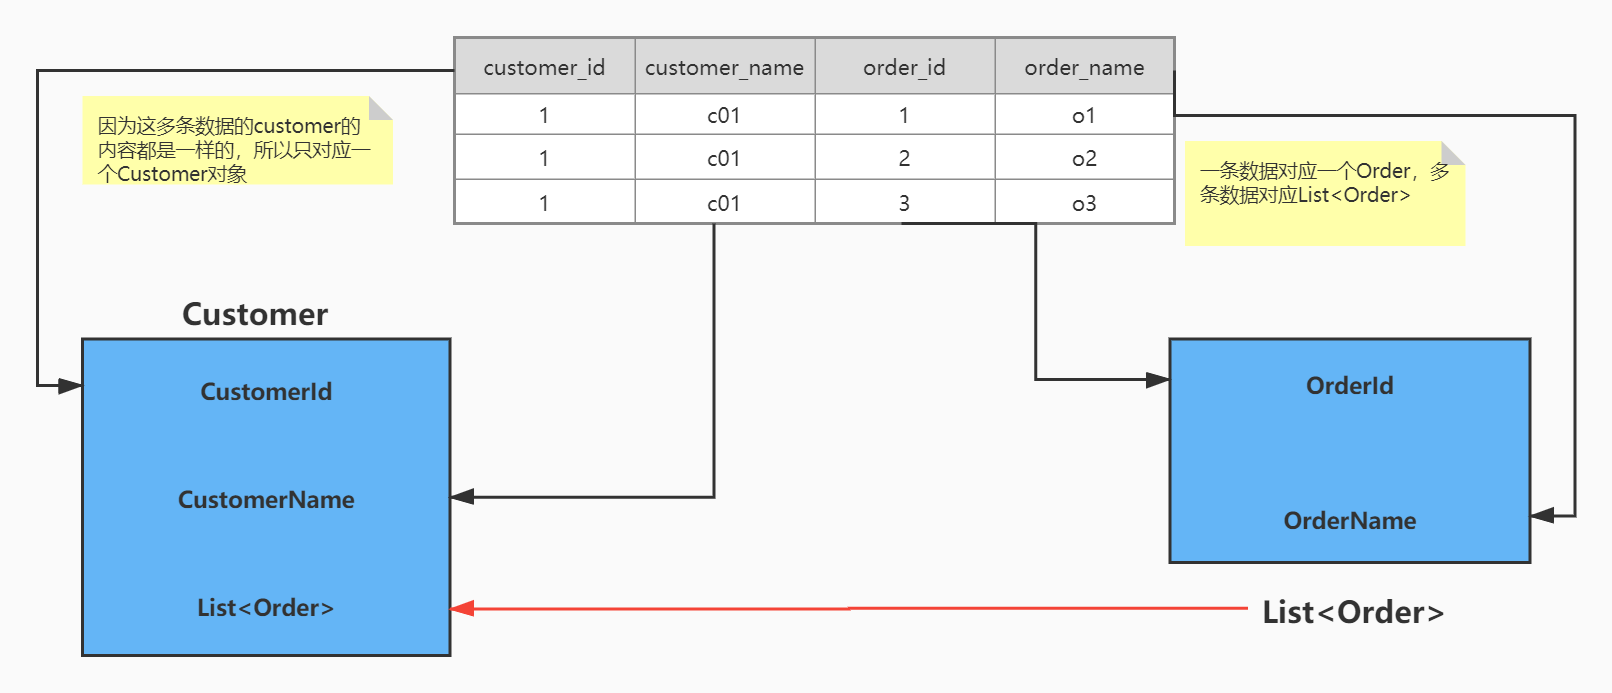 customer_id customer_name order_id order_name
1 c01 1 o1
1 c01 2 o2
1 c01 3 o3
因为这多条数据的customer的
内容都是一样的，所以只对应一
个Customer对象
一条数据对应一个Order，多
条数据对应List<Order>
Customer
CustomerId
CustomerName
List<Order>
OrderId
OrderName
List<Order>